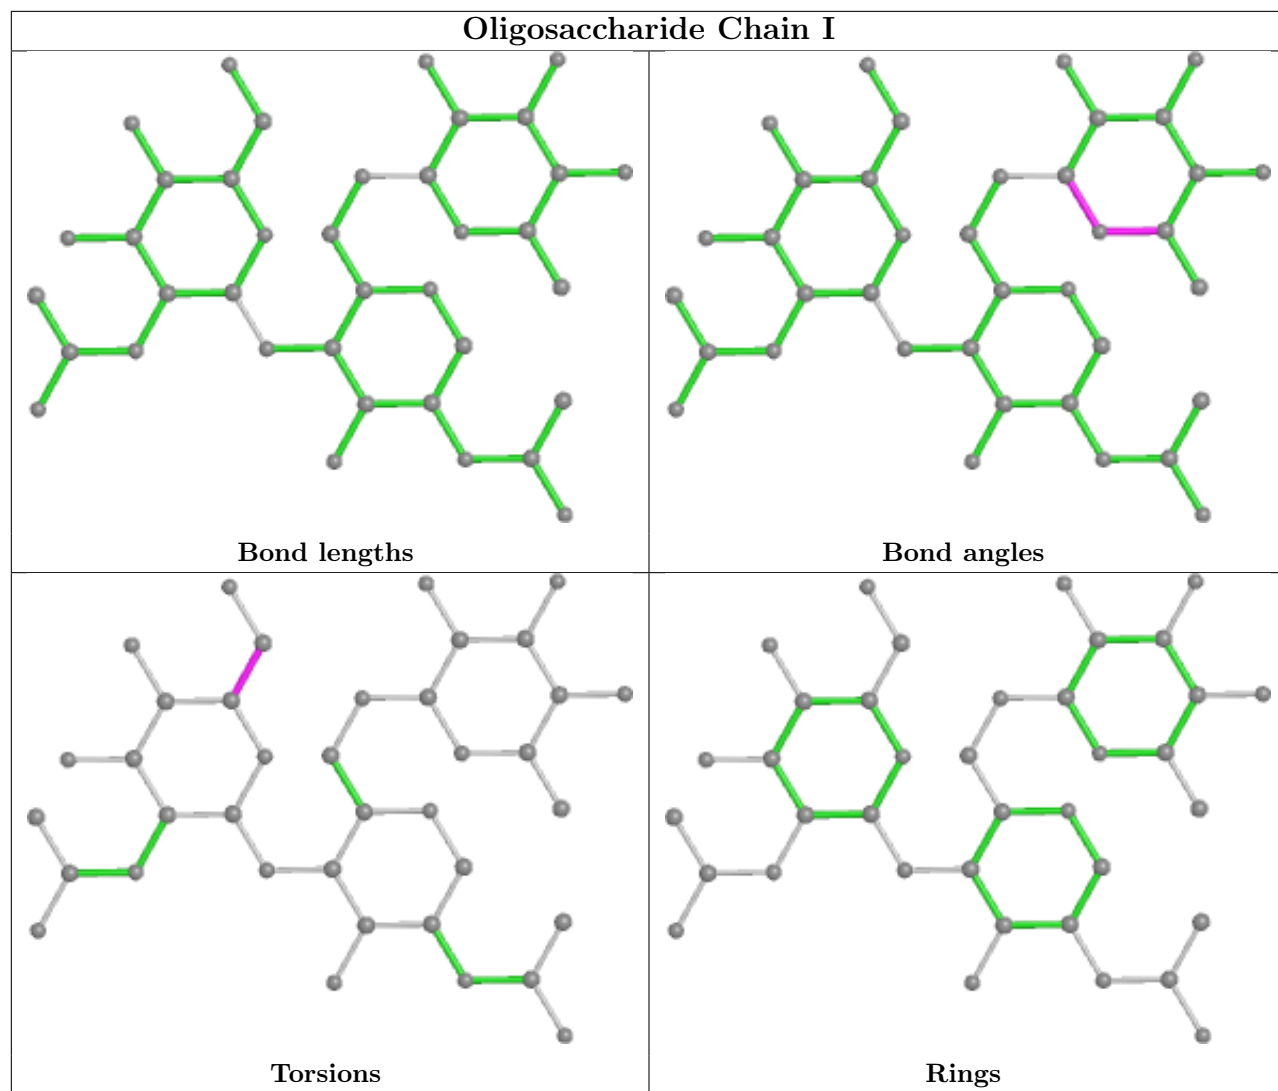 Oligosaccharide Chain I
Bond lengths
Bond angles
Torsions
Rings